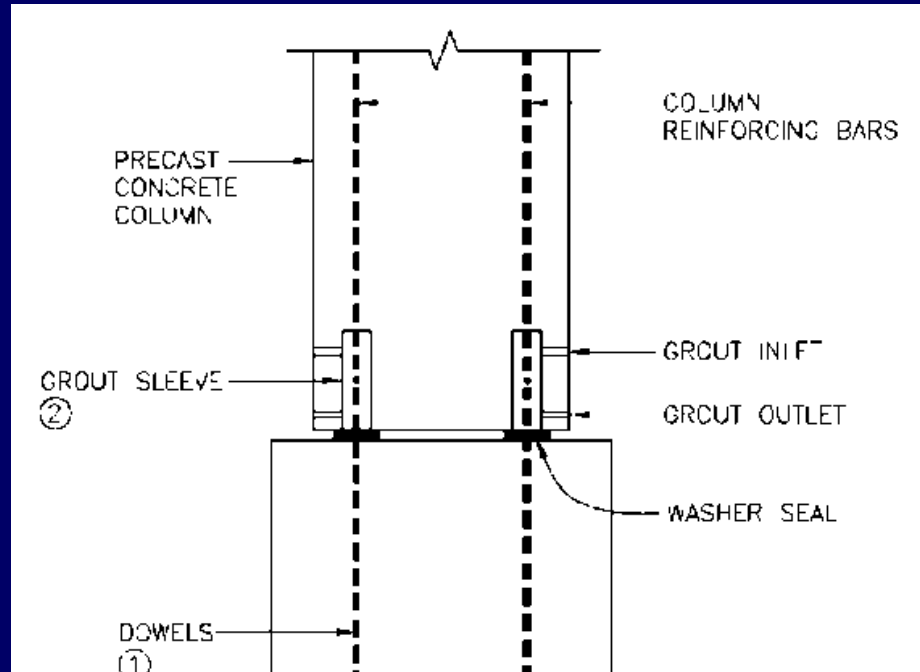 COLUMN
REINFORCING BARS
PRECAST
CONCRETE
COLUMN
GROUT INLET
GROUT SLEEVE
②
GROUT OUTLET
WASHER SEAL
DOWELS
①